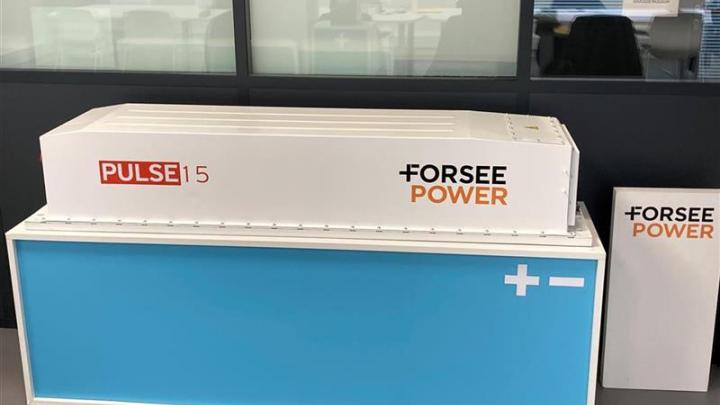 PULSE15
+FORSEE
POWER
+FORSEE
POWER
+ −